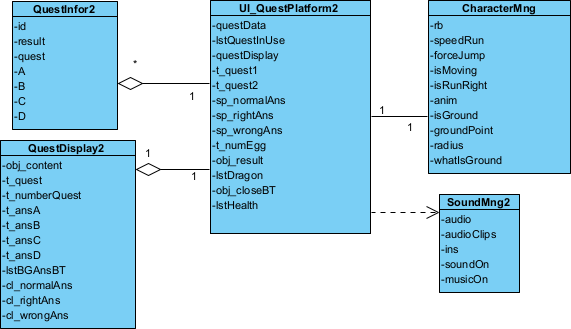 QuestInfor2
-id
-result
-quest
-A
-B
-C
-D
UI_QuestPlatform2
-questData
-lstQuestInUse
-questDisplay
-t_quest1
-t_quest2
-sp_normalAns
-sp_rightAns
-sp_wrongAns
-t_numEgg
-obj_result
-lstDragon
-obj_closeBT
-lstHealth
CharacterMng
-rb
-speedRun
-forceJump
-isMoving
-isRunRight
-anim
-isGround
-groundPoint
-radius
-whatIsGround
*
1
1
1
QuestDisplay2
-obj_content
-t_quest
-t_numberQuest
-t_ansA
-t_ansB
-t_ansC
-t_ansD
-lstBGAnsBT
-cl_normalAns
-cl_rightAns
-cl_wrongAns
1
1
SoundMng2
-audio
-audioClips
-ins
-soundOn
-musicOn